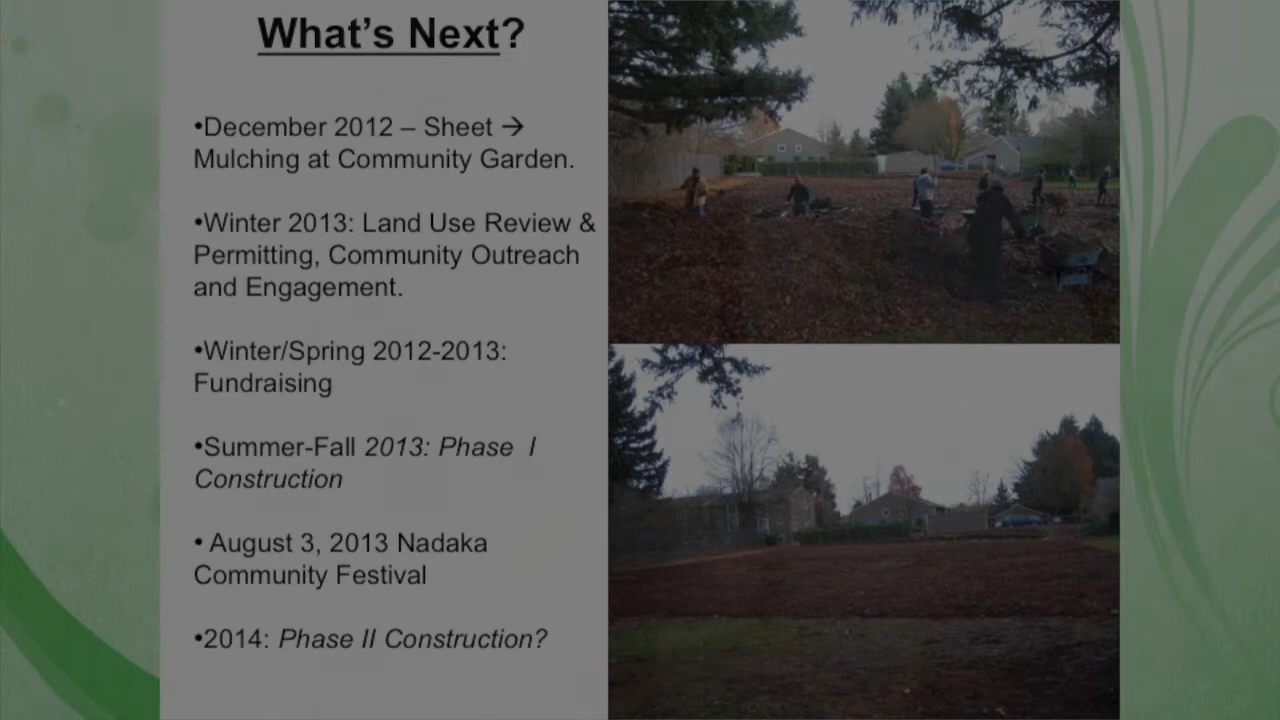 What's Next?
•December 2012 – Sheet →
Mulching at Community Garden.
•Winter 2013: Land Use Review &
Permitting, Community Outreach
and Engagement.
•Winter/Spring 2012-2013:
Fundraising
•Summer-Fall 2013: Phase I
Construction
• August 3, 2013 Nadaka
Community Festival
•2014: Phase II Construction?